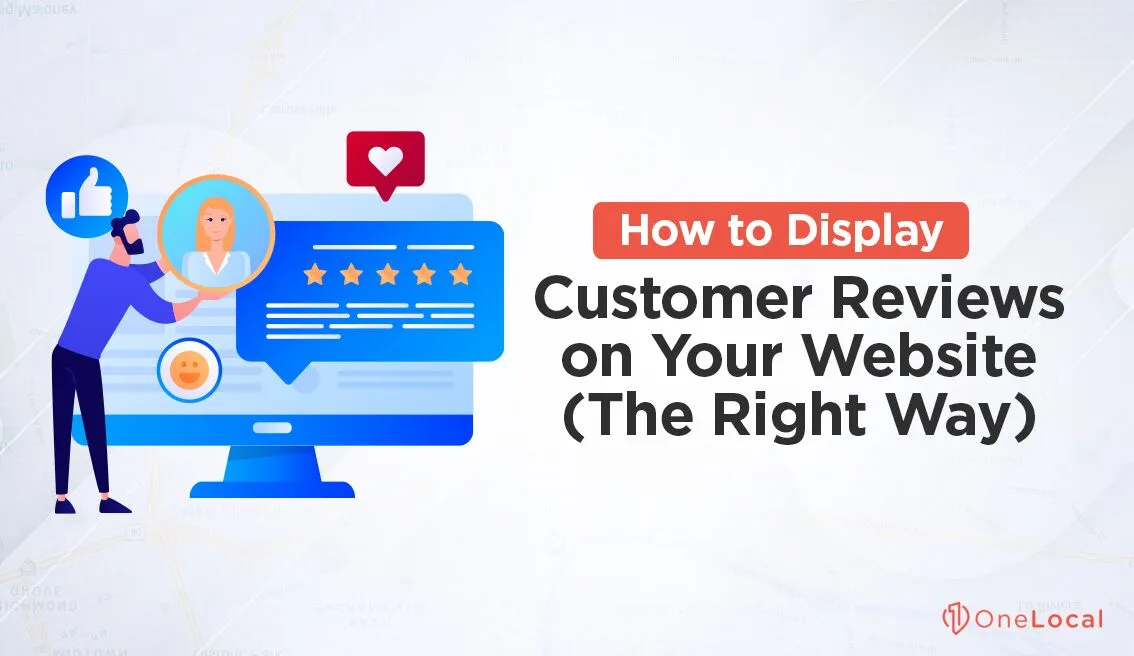 How to Display
Customer Reviews
on Your Website
(The Right Way)
OneLocal